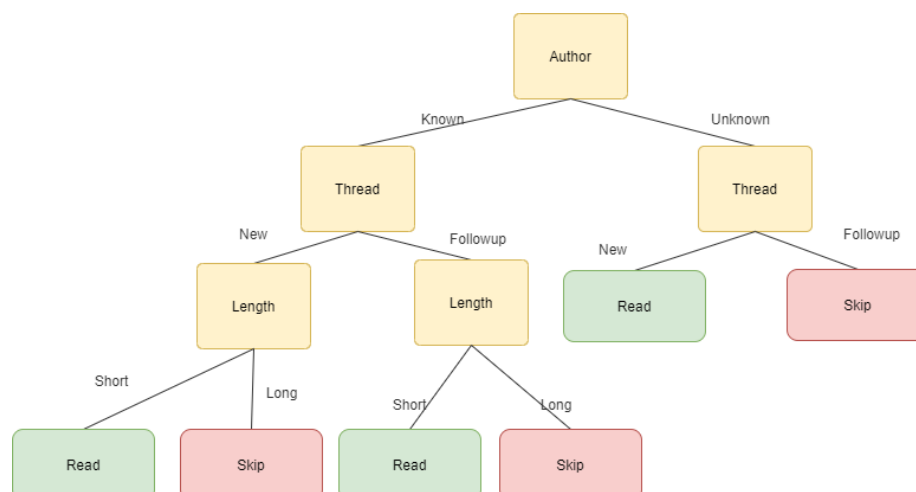 Author
Known
Unknown
Thread
Thread
New
Followup
New
Followup
Length
Length
Read
Skip
Short
Long
Short
Long
Read
Skip
Read
Skip